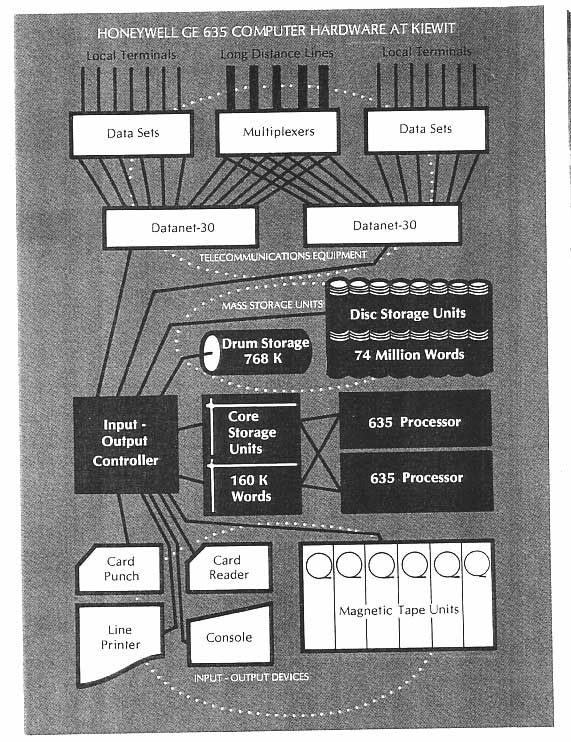 HONEYWELL GE 635 COMPUTER HARDWARE AT KIEWIT
Local Terminals
Long Distance Lines
Local Terminals
Data Sets
Multiplexers
Data Sets
Datanet-30
Datanet-30
TELECOMMUNICATIONS EQUIPMENT
MASS STORAGE UNITS
Disc Storage Units
74 Million Words
Drum Storage
768 K
Input -
Output
Controller
Core
Storage
Units
160 K
Words
635 Processor
635 Processor
Card
Punch
Card
Reader
Magnetic Tape Units
Line
Printer
Console
INPUT - OUTPUT DEVICES